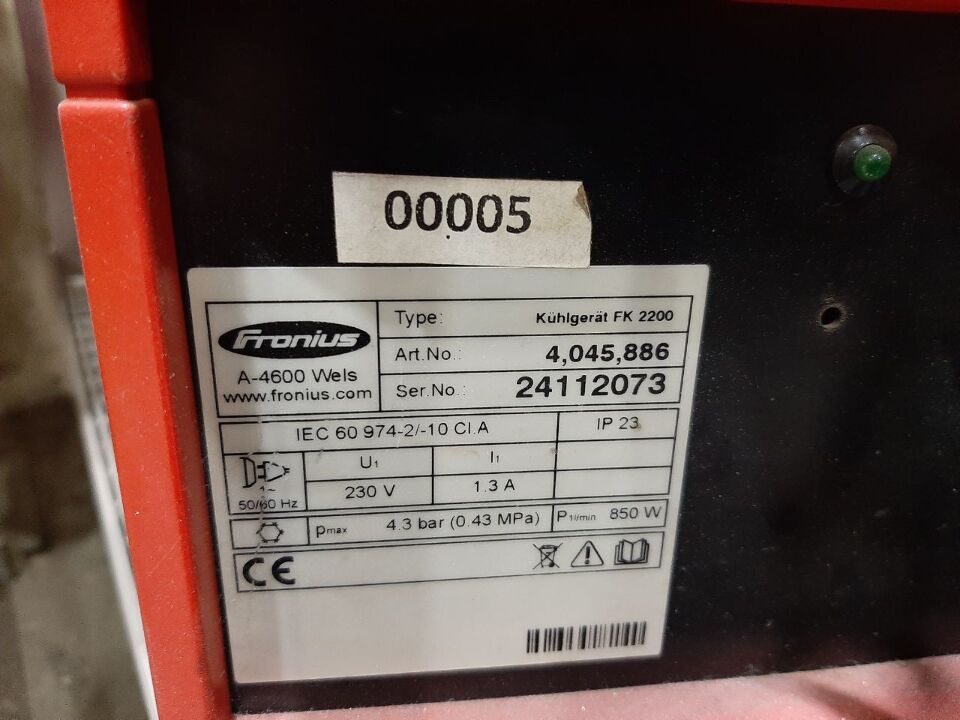 00005
Fronius
A-4600 Wels
www.fronius.com
Type: Kühlgerät FK 2200
Art.No.: 4,045,886
Ser.No.: 24112073
IEC 60 974-2/-10 Cl.A IP 23
1~
50/60 Hz
U1 I1
230 V 1.3 A
pmax 4.3 bar (0.43 MPa) P1l/min 850 W
CE